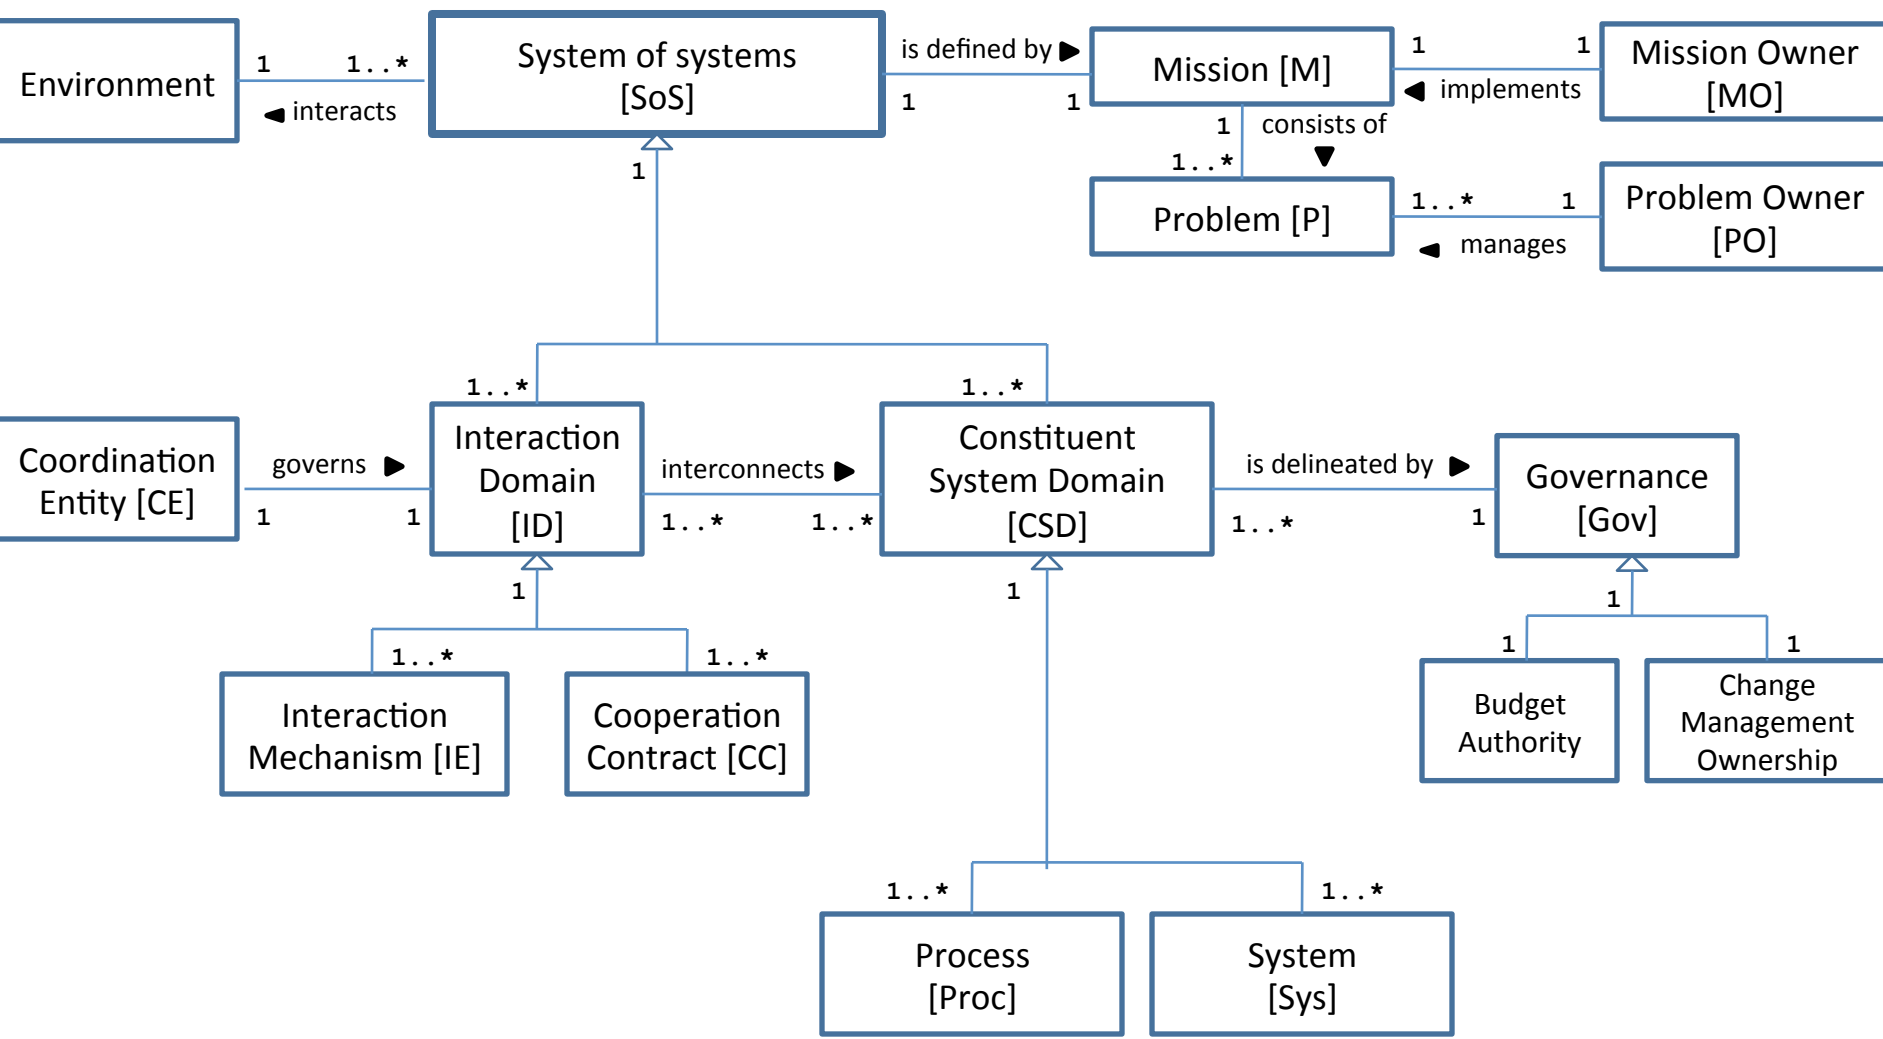 Environment
1
1..*
interacts
System of systems
[SoS]
is defined by
1
1
Mission [M]
1
1
implements
Mission Owner
[MO]
1
consists of
1..*
Problem [P]
1..*
1
manages
Problem Owner
[PO]
1
1..*
1..*
Coordination
Entity [CE]
governs
1
1
Interaction
Domain
[ID]
interconnects
1..*
1..*
Constituent
System Domain
[CSD]
is delineated by
1..*
1
Governance
[Gov]
1
1
1
1..*
1..*
1
1
Interaction
Mechanism [IE]
Cooperation
Contract [CC]
Budget
Authority
Change
Management
Ownership
1..*
1..*
Process
[Proc]
System
[Sys]